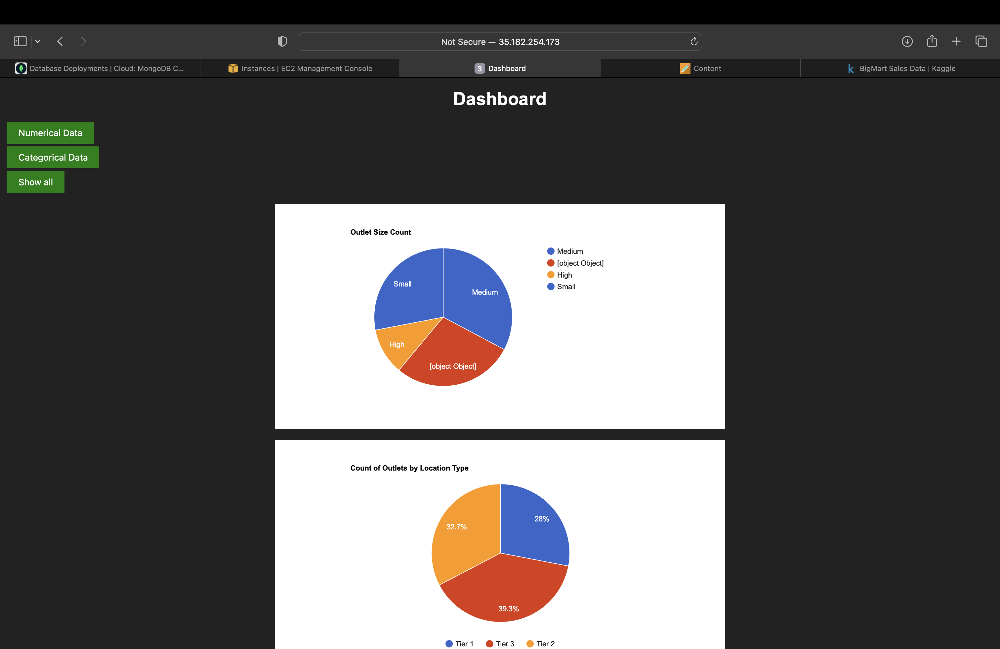 Not Secure — 35.182.254.173
Database Deployments | Cloud: MongoDB C...
Instances | EC2 Management Console
3 Dashboard
Content
k BigMart Sales Data | Kaggle
Dashboard
Numerical Data
Categorical Data
Show all
Outlet Size Count
Small
Medium
High
[object Object]
Medium
[object Object]
High
Small
Count of Outlets by Location Type
28%
32.7%
39.3%
Tier 1 Tier 3 Tier 2